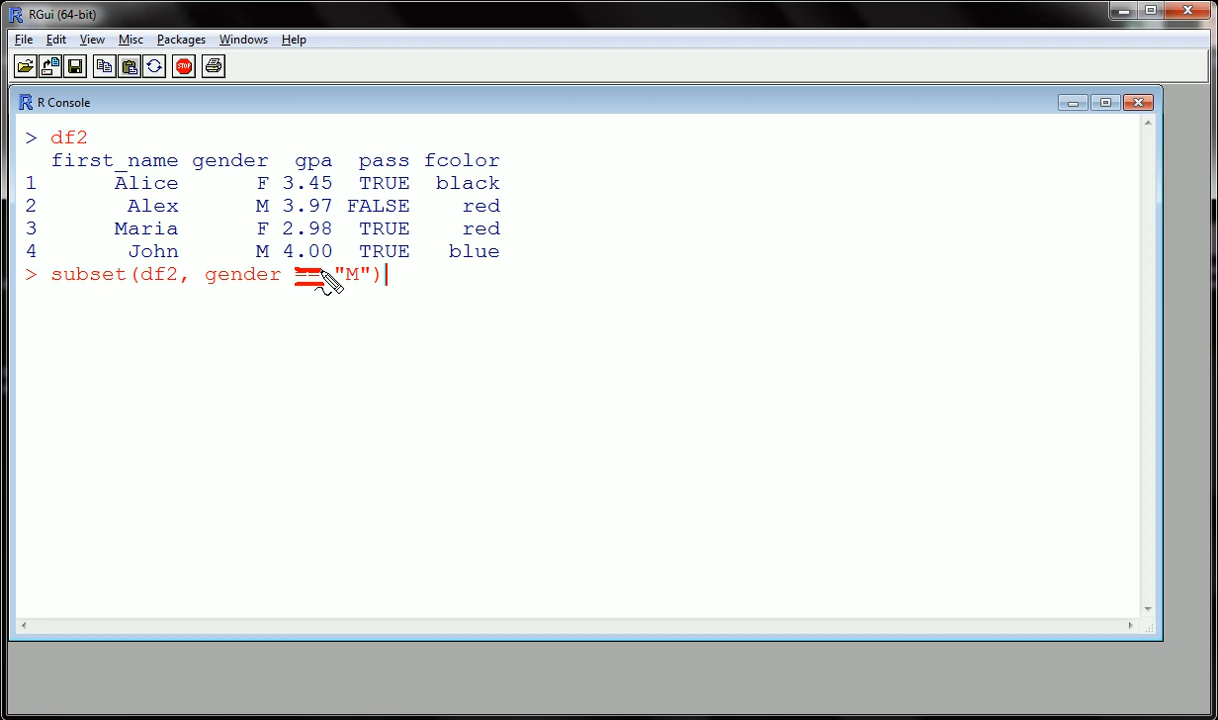 RGui (64-bit)
File Edit View Misc Packages Windows Help
STOP
R Console
> df2
first_name gender gpa pass fcolor
1 Alice F 3.45 TRUE black
2 Alex M 3.97 FALSE red
3 Maria F 2.98 TRUE red
4 John M 4.00 TRUE blue
> subset(df2, gender == "M")